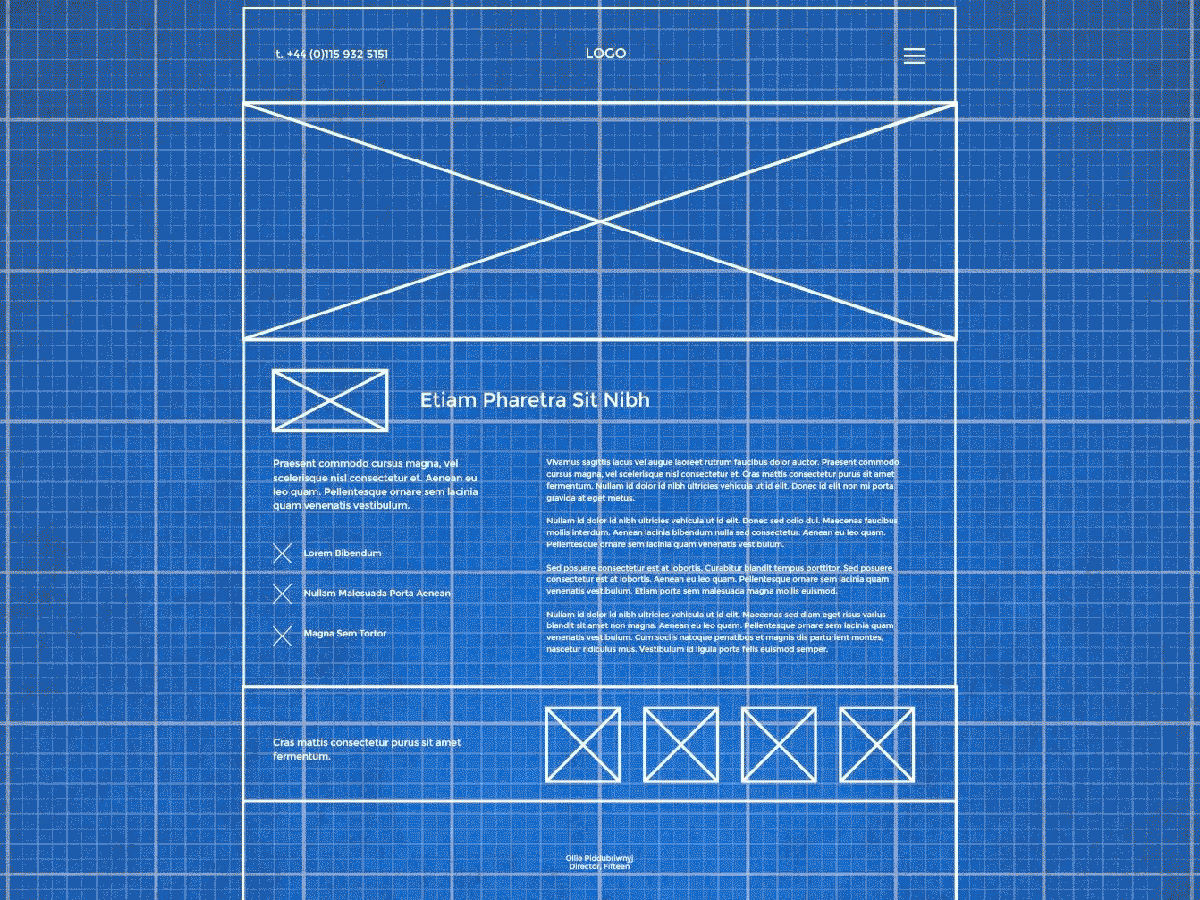 t. +44 (0)115 932 5151
LOGO
Etiam Pharetra Sit Nibh
Praesent commodo cursus magna, vel
scelerisque nisl consectetur et. Aenean eu
leo quam. Pellentesque ornare sem lacinia
quam venenatis vestibulum.
Lorem Bibendum
Nullam Malesuada Porta Aenean
Magna Sem Tortor
Vivamus sagittis lacus vel augue laoreet rutrum faucibus dolor auctor. Praesent commodo
cursus magna, vel scelerisque nisl consectetur et. Cras mattis consectetur purus sit amet
fermentum. Nullam id dolor id nibh ultricies vehicula ut id elit. Donec id elit non mi porta
gravida at eget metus.
Nullam id dolor id nibh ultricies vehicula ut id elit. Donec sed odio dui. Maecenas faucibus
mollis interdum. Aenean lacinia bibendum nulla sed consectetur. Aenean eu leo quam.
Pellentesque ornare sem lacinia quam venenatis vestibulum.
Sed posuere consectetur est at lobortis. Curabitur blandit tempus porttitor. Sed posuere
consectetur est at lobortis. Aenean eu leo quam. Pellentesque ornare sem lacinia quam
venenatis vestibulum. Etiam porta sem malesuada magna mollis euismod.
Nullam id dolor id nibh ultricies vehicula ut id elit. Maecenas sed diam eget risus varius
blandit sit amet non magna. Aenean eu leo quam. Pellentesque ornare sem lacinia quam
venenatis vestibulum. Cum sociis natoque penatibus et magnis dis parturient montes,
nascetur ridiculus mus. Vestibulum id ligula porta felis euismod semper.
Cras mattis consectetur purus sit amet
fermentum.
Ollie Piddubriwnyj
Director, Fifteen